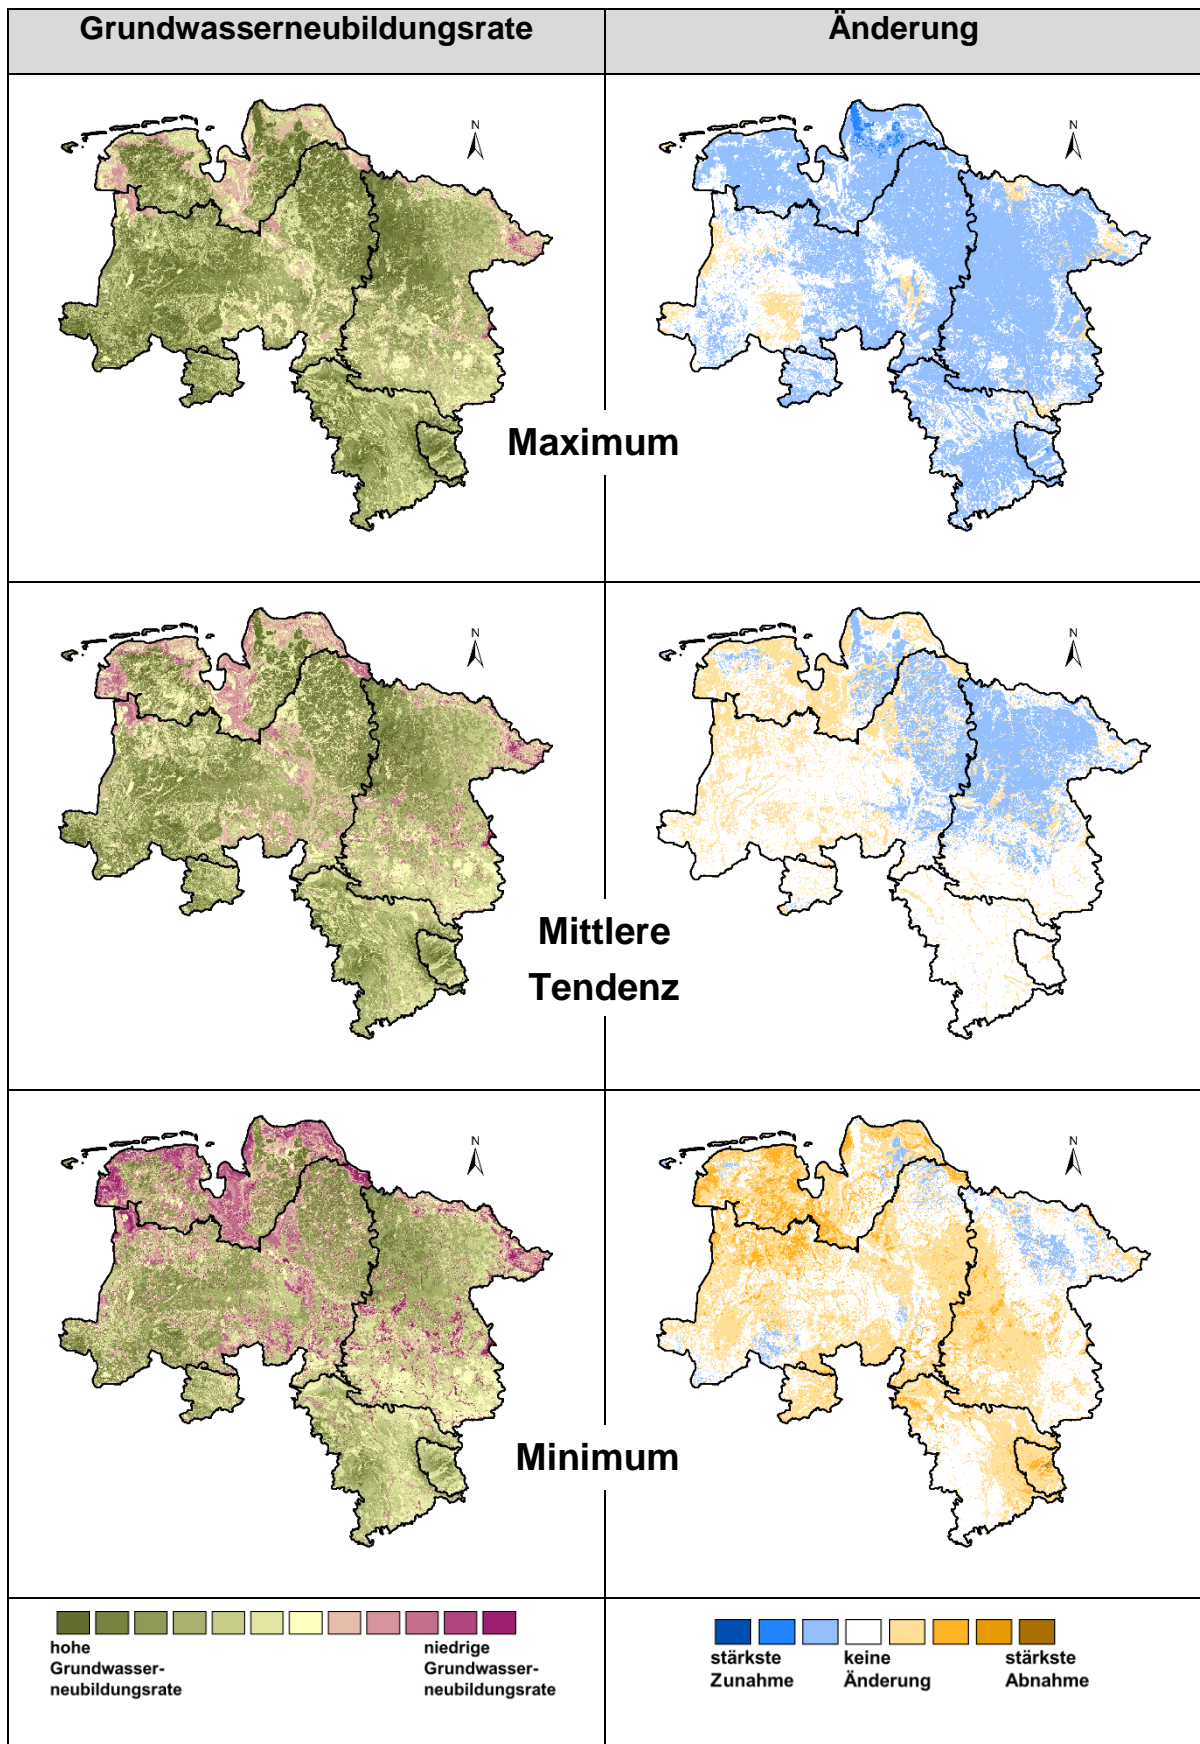 Grundwasserneubildungsrate
Änderung
N
N
Maximum
N
N
Mittlere
Tendenz
N
N
Minimum
hohe
Grundwasser-
neubildungsrate
niedrige
Grundwasser-
neubildungsrate
stärkste
Zunahme
keine
Änderung
stärkste
Abnahme